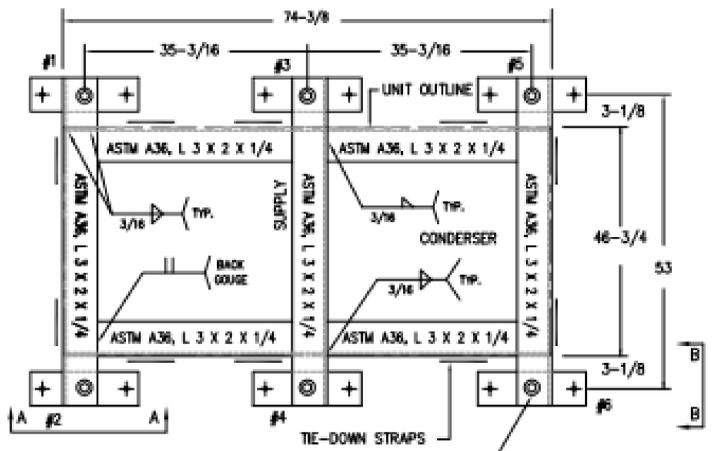 74-3/8
35-3/16
35-3/16
#1
#3
#5
UNIT OUTLINE
3-1/8
ASTM A36, L 3 X 2 X 1/4
ASTM A36, L 3 X 2 X 1/4
ASTM A36, L 3 X 2 X 1/4
SUPPLY
ASTM A36, L 3 X 2 X 1/4
ASTM A36, L 3 X 2 X 1/4
3/16
TYP.
3/16
TYP.
CONDERSER
46-3/4
53
BACK
GOUGE
3/16
TYP.
ASTM A36, L 3 X 2 X 1/4
ASTM A36, L 3 X 2 X 1/4
3-1/8
B
B
A
A
#2
#4
#6
TIE-DOWN STRAPS